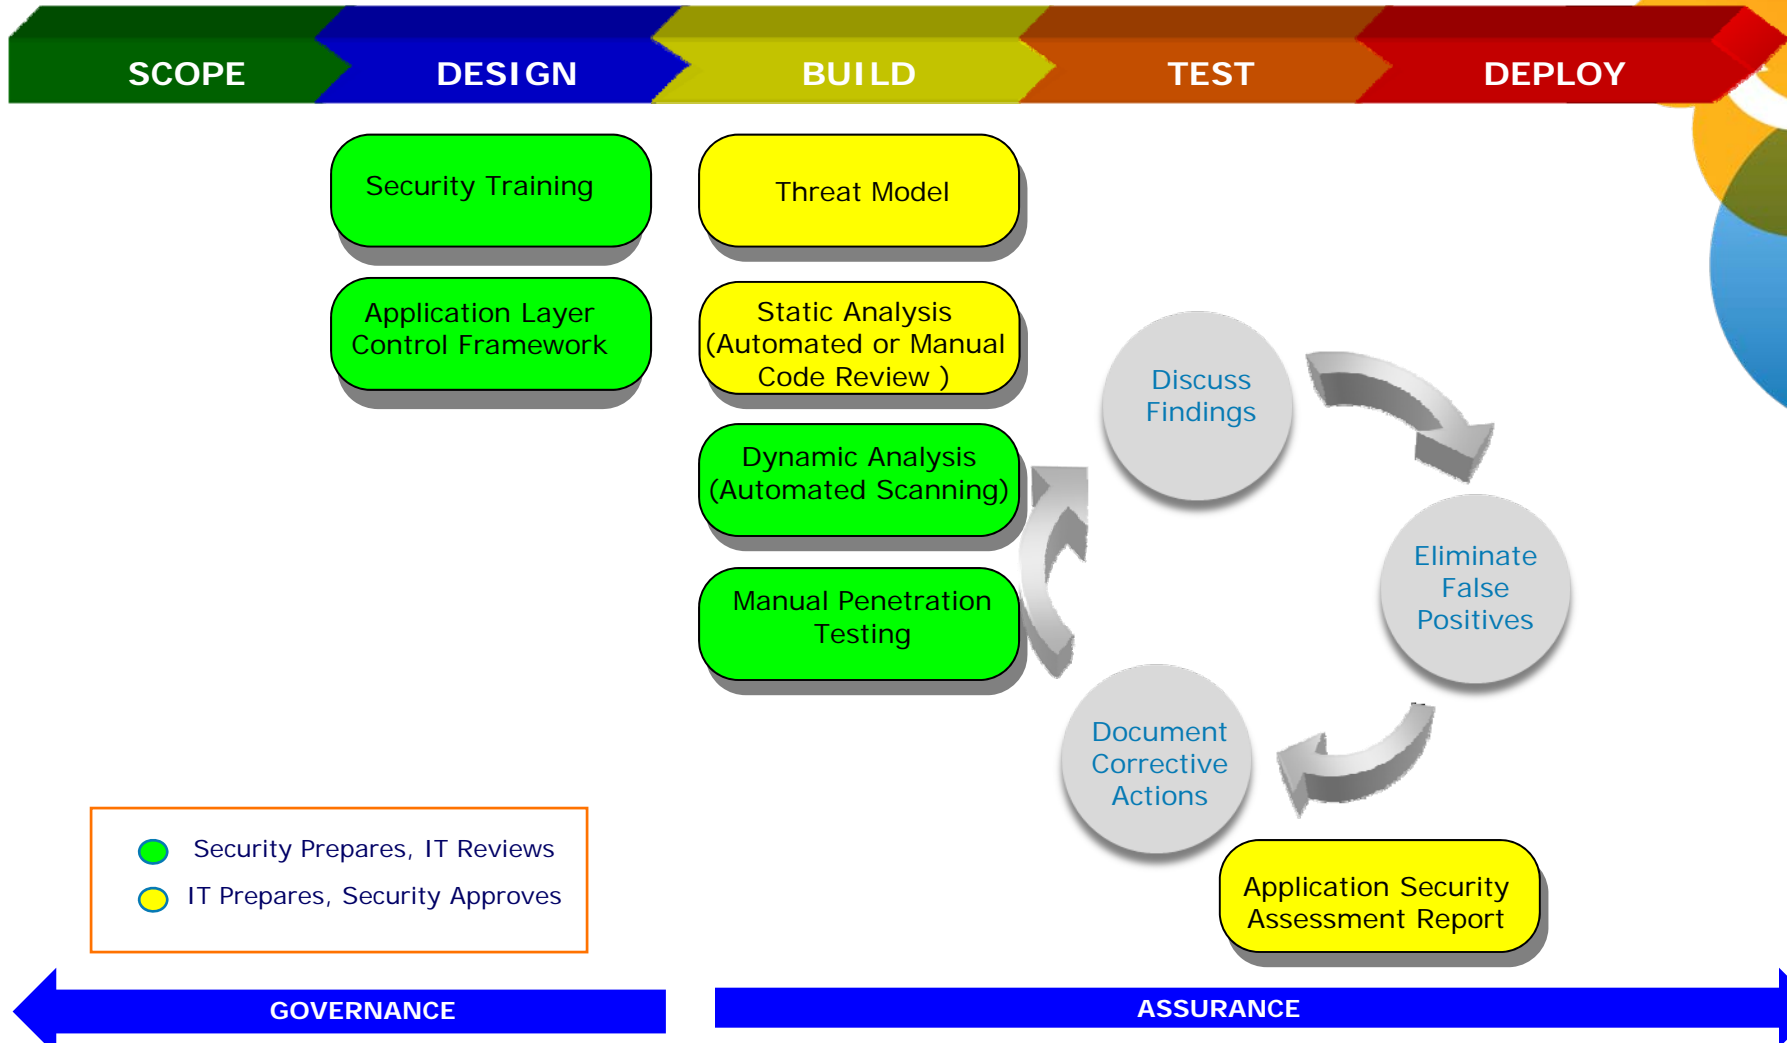 SCOPE
DESIGN
BUILD
TEST
DEPLOY
Security Training
Application Layer
Control Framework
Threat Model
Static Analysis
(Automated or Manual
Code Review )
Dynamic Analysis
(Automated Scanning)
Manual Penetration
Testing
Discuss
Findings
Eliminate
False
Positives
Document
Corrective
Actions
Application Security
Assessment Report
Security Prepares, IT Reviews
IT Prepares, Security Approves
GOVERNANCE
ASSURANCE